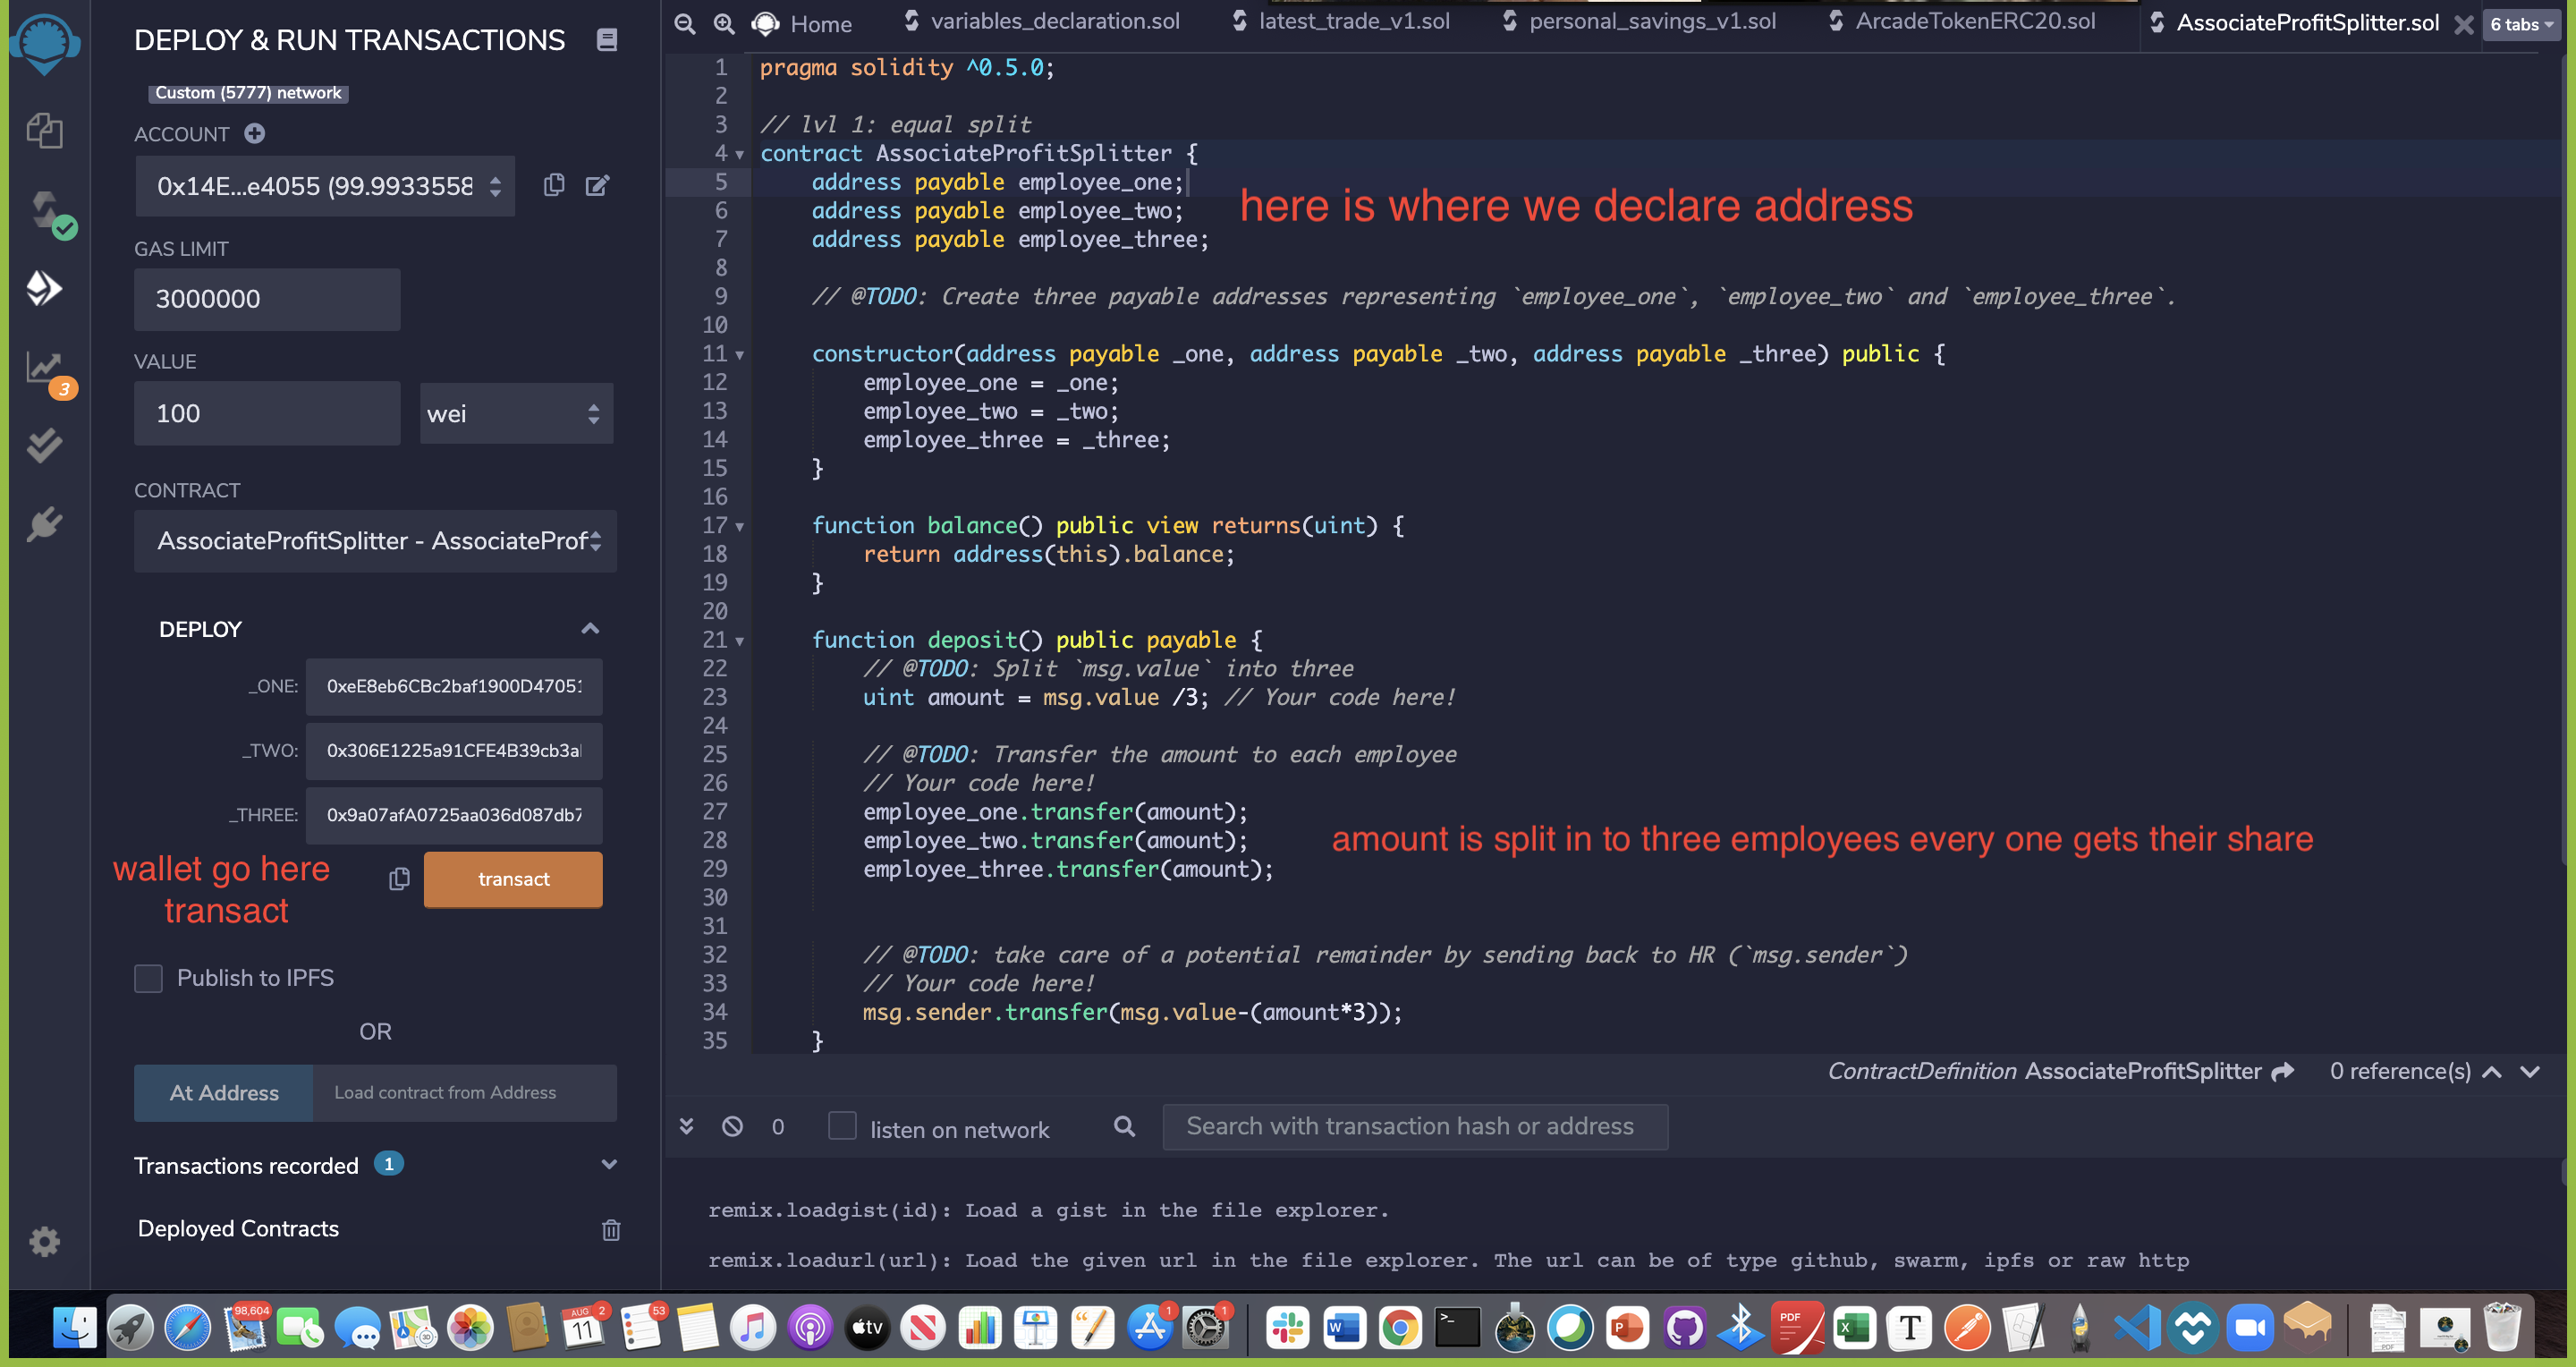 DEPLOY & RUN TRANSACTIONS
Custom (5777) network
ACCOUNT
0x14E...e4055 (99.9933558
GAS LIMIT
3000000
VALUE
100
wei
3
CONTRACT
AssociateProfitSplitter - AssociateProf
DEPLOY
_ONE:
0xeE8eb6CBc2baf1900D47051
_TWO:
0x306E1225a91CFE4B39cb3a
_THREE:
0x9a07afA0725aa036d087db7
wallet go here
transact
transact
Publish to IPFS
OR
At Address
Load contract from Address
Transactions recorded 1
Deployed Contracts
Home
variables_declaration.sol
latest_trade_v1.sol
personal_savings_v1.sol
ArcadeTokenERC20.sol
AssociateProfitSplitter.sol
6 tabs
1 pragma solidity ^0.5.0;
2
3 // lvl 1: equal split
4 contract AssociateProfitSplitter {
5 address payable employee_one;
6 address payable employee_two;
here is where we declare address
7 address payable employee_three;
8
9 // @TODO: Create three payable addresses representing `employee_one`, `employee_two` and `employee_three`.
10
11 constructor(address payable _one, address payable _two, address payable _three) public {
12 employee_one = _one;
13 employee_two = _two;
14 employee_three = _three;
15 }
16
17 function balance() public view returns(uint) {
18 return address(this).balance;
19 }
20
21 function deposit() public payable {
22 // @TODO: Split `msg.value` into three
23 uint amount = msg.value /3; // Your code here!
24
25 // @TODO: Transfer the amount to each employee
26 // Your code here!
27 employee_one.transfer(amount);
28 employee_two.transfer(amount);
amount is split in to three employees every one gets their share
29 employee_three.transfer(amount);
30
31
32 // @TODO: take care of a potential remainder by sending back to HR (`msg.sender`)
33 // Your code here!
34 msg.sender.transfer(msg.value-(amount*3));
35 }
ContractDefinition AssociateProfitSplitter
0 reference(s)
0
listen on network
Search with transaction hash or address
remix.loadgist(id): Load a gist in the file explorer.
remix.loadurl(url): Load the given url in the file explorer. The url can be of type github, swarm, ipfs or raw http
98,604
3D
AUG
2
11
53
tv
1
1
W
>_
P
PDF
X
T
PDF